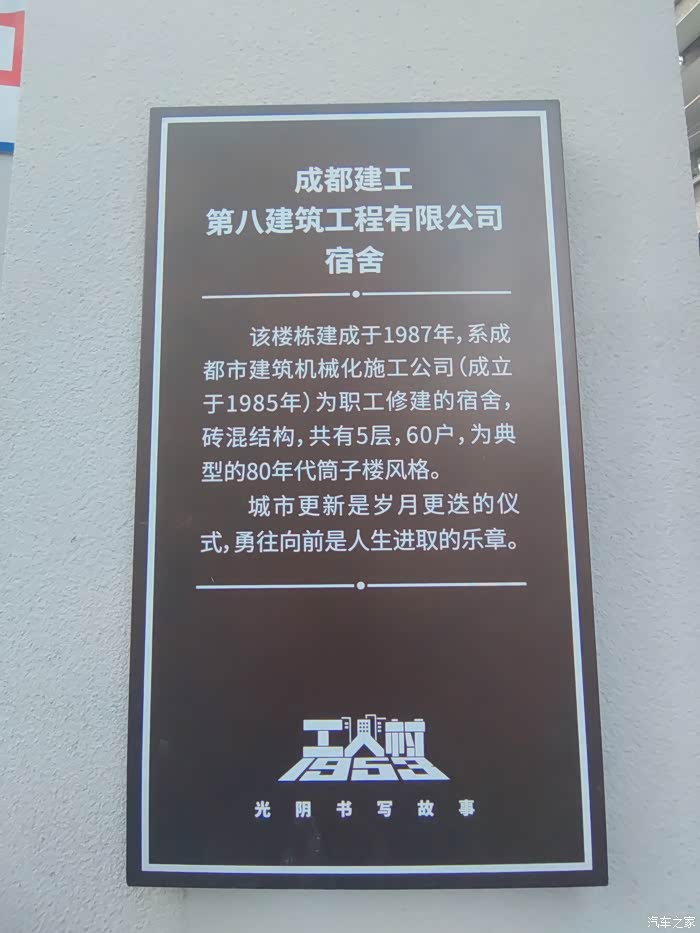 成都建工
第八建筑工程有限公司
宿舍
该楼栋建成于1987年,系成
都市建筑机械化施工公司(成立
于1985年)为职工修建的宿舍,
砖混结构,共有5层,60户,为典
型的80年代筒子楼风格。
城市更新是岁月更迭的仪
式,勇往向前是人生进取的乐章。
工人村
1953
光阴书写故事
汽车之家